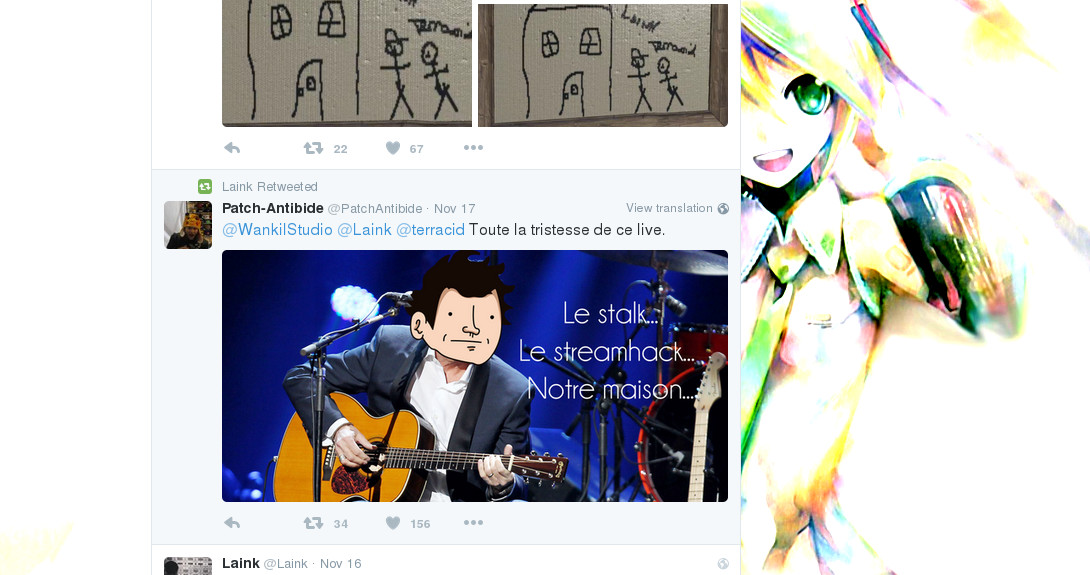 Terracid
Laink
Terracid
22
67
Laink Retweeted
Patch-Antibide @PatchAntibide · Nov 17
View translation
@WankilStudio @Laink @terracid Toute la tristesse de ce live.
Le stalk...
Le streamhack...
Notre maison...
34
156
Laink @Laink · Nov 16